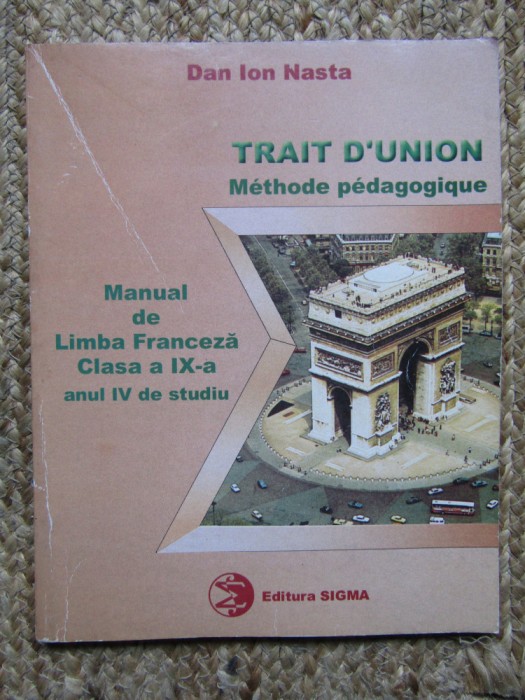 Dan Ion Nasta
TRAIT D'UNION
Méthode pédagogique
Manual
de
Limba Franceză
Clasa a IX-a
anul IV de studiu
Editura SIGMA